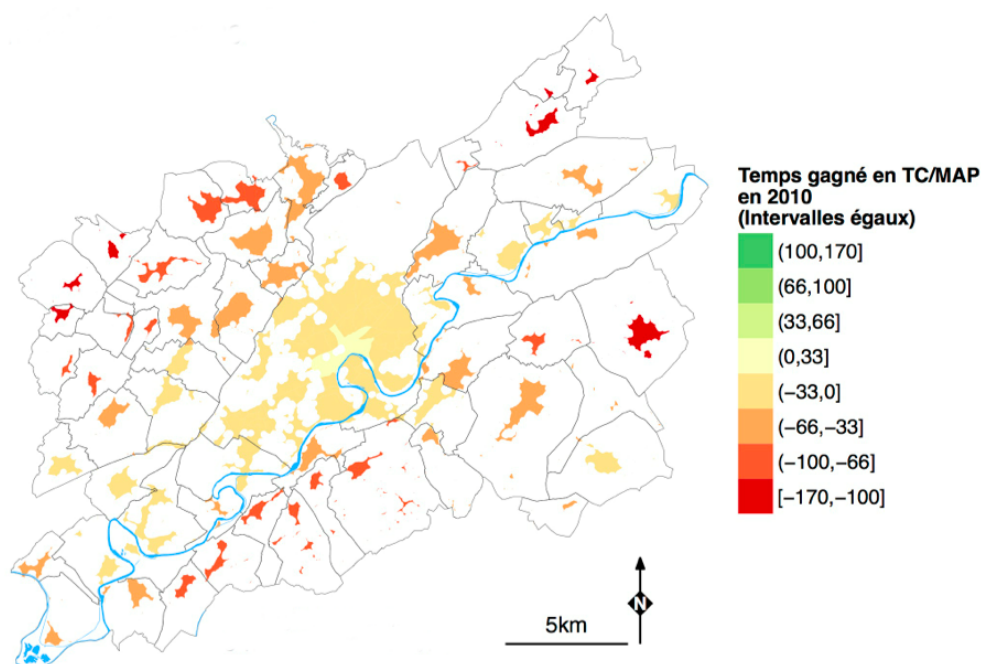 Temps gagné en TC/MAP
en 2010
(Intervalles égaux)
(100,170]
(66,100]
(33,66]
(0,33]
(−33,0]
(−66,−33]
(−100,−66]
[−170,−100]
5km
N